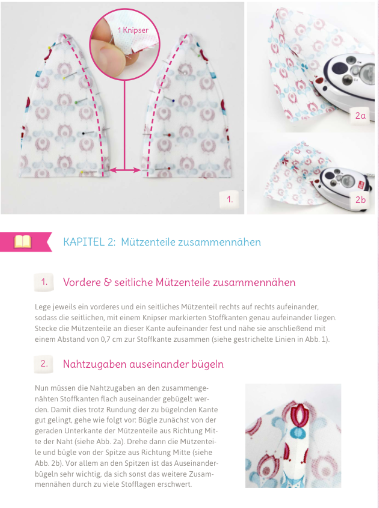 1 Knipser
2a
1.
2b
KAPITEL 2: Mützenteile zusammennähen
1. Vordere & seitliche Mützenteile zusammennähen
Lege jeweils ein vorderes und ein seitliches Mützenteil rechts auf rechts aufeinander,
sodass die seitlichen, mit einem Knipser markierten Stoffkanten genau aufeinander liegen.
Stecke die Mützenteile an dieser Kante aufeinander fest und nähe sie anschließend mit
einem Abstand von 0,7 cm zur Stoffkante zusammen (siehe gestrichelte Linien in Abb. 1).
2. Nahtzugaben auseinander bügeln
Nun müssen die Nahtzugaben an den zusammenge-
nähten Stoffkanten flach auseinander gebügelt wer-
den. Damit dies trotz Rundung der zu bügelnden Kante
gut gelingt, gehe wie folgt vor: Bügle zunächst von der
geraden Unterkante der Mützenteile aus Richtung Mit-
te der Naht (siehe Abb. 2a). Drehe dann die Mützentei-
le und bügle von der Spitze aus Richtung Mitte (siehe
Abb. 2b). Vor allem an den Spitzen ist das Auseinander-
bügeln sehr wichtig, da sich sonst das weitere Zusam-
mennähen durch zu viele Stofflagen erschwert.